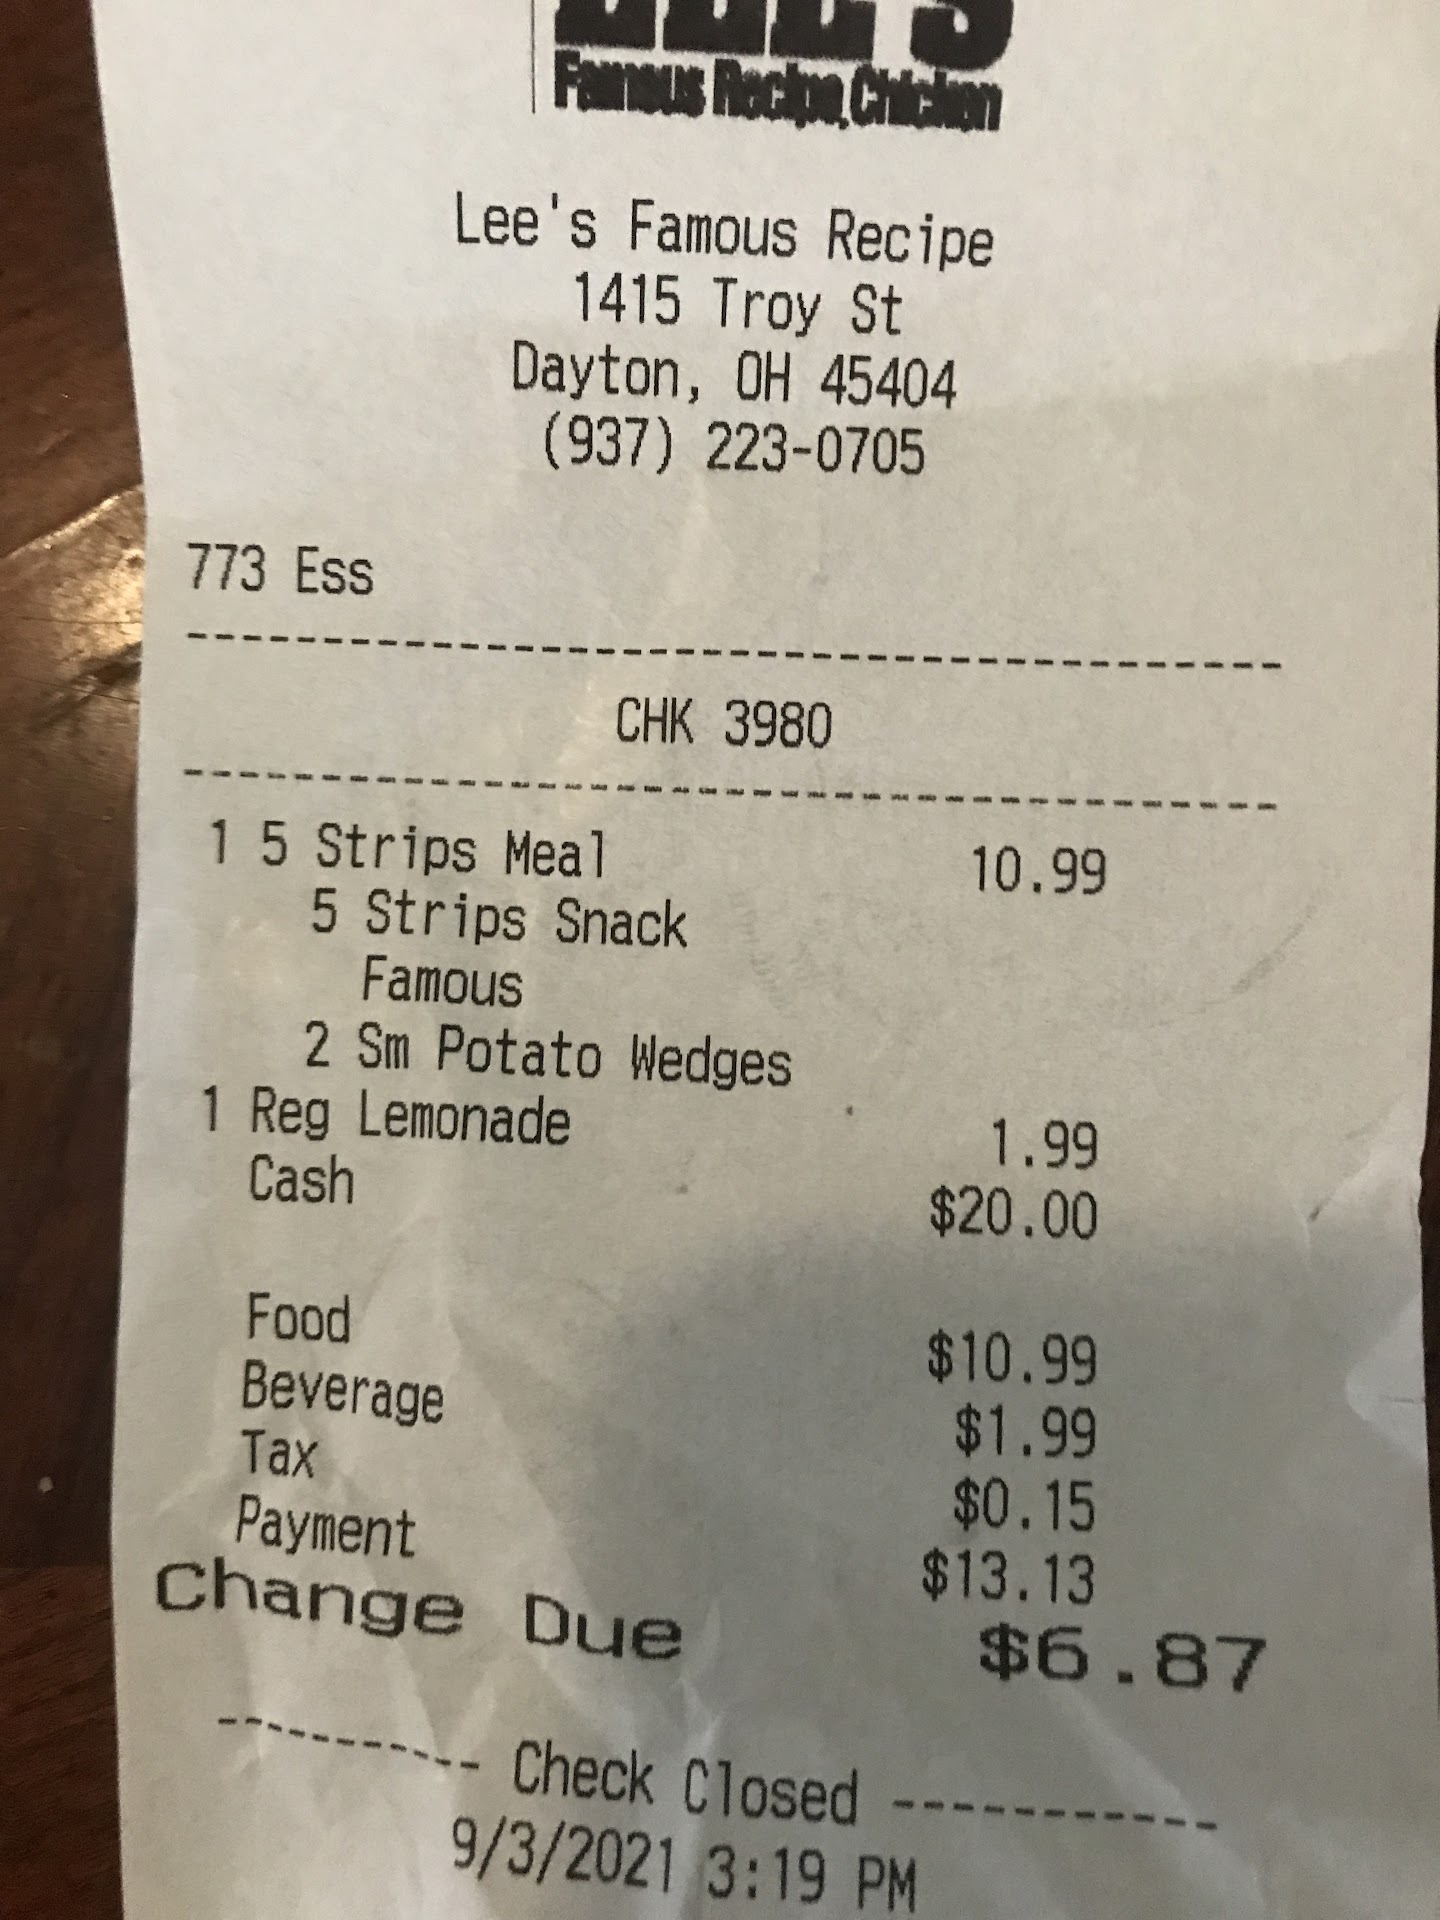 LEE'S
Famous Recipe Chicken
Lee's Famous Recipe
1415 Troy St
Dayton, OH 45404
(937) 223-0705
773 Ess
----------------------------------------
CHK 3980
----------------------------------------
1 5 Strips Meal 10.99
5 Strips Snack
Famous
2 Sm Potato Wedges
1 Reg Lemonade 1.99
Cash $20.00
Food $10.99
Beverage $1.99
Tax $0.15
Payment $13.13
Change Due $6.87
---------- Check Closed ------------
9/3/2021 3:19 PM